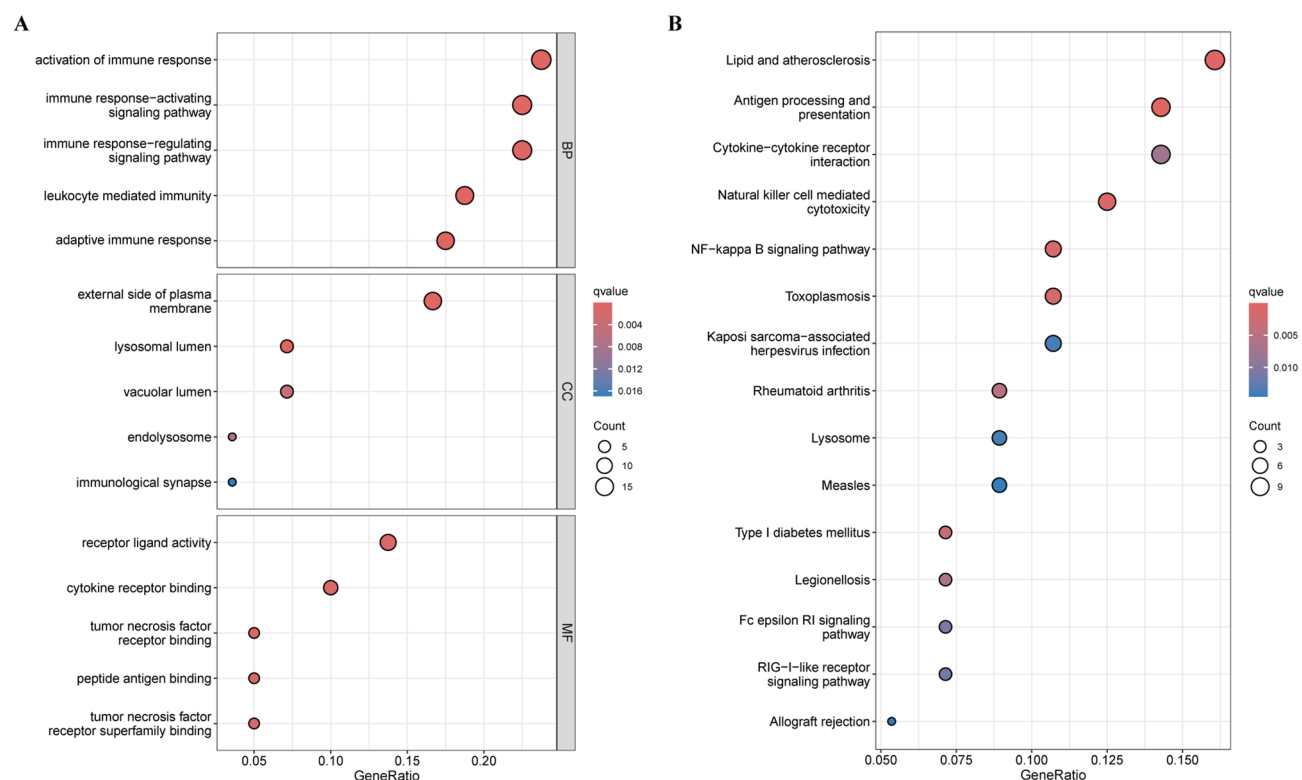 A
activation of immune response
immune response−activating
signaling pathway
immune response−regulating
signaling pathway
leukocyte mediated immunity
adaptive immune response
BP
external side of plasma
membrane
lysosomal lumen
vacuolar lumen
endolysosome
immunological synapse
CC
receptor ligand activity
cytokine receptor binding
tumor necrosis factor
receptor binding
peptide antigen binding
tumor necrosis factor
receptor superfamily binding
MF
0.05 0.10 0.15 0.20
GeneRatio
qvalue
0.004
0.008
0.012
0.016
Count
5
10
15
B
Lipid and atherosclerosis
Antigen processing and
presentation
Cytokine−cytokine receptor
interaction
Natural killer cell mediated
cytotoxicity
NF−kappa B signaling pathway
Toxoplasmosis
Kaposi sarcoma−associated
herpesvirus infection
Rheumatoid arthritis
Lysosome
Measles
Type I diabetes mellitus
Legionellosis
Fc epsilon RI signaling
pathway
RIG−I−like receptor
signaling pathway
Allograft rejection
0.050 0.075 0.100 0.125 0.150
GeneRatio
qvalue
0.005
0.010
Count
3
6
9